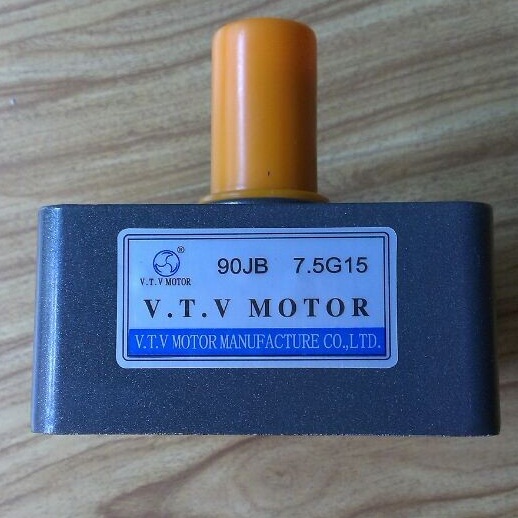 ®
V.T.V MOTOR
90JB 7.5G15
V.T.V MOTOR
V.T.V MOTOR MANUFACTURE CO.,LTD.